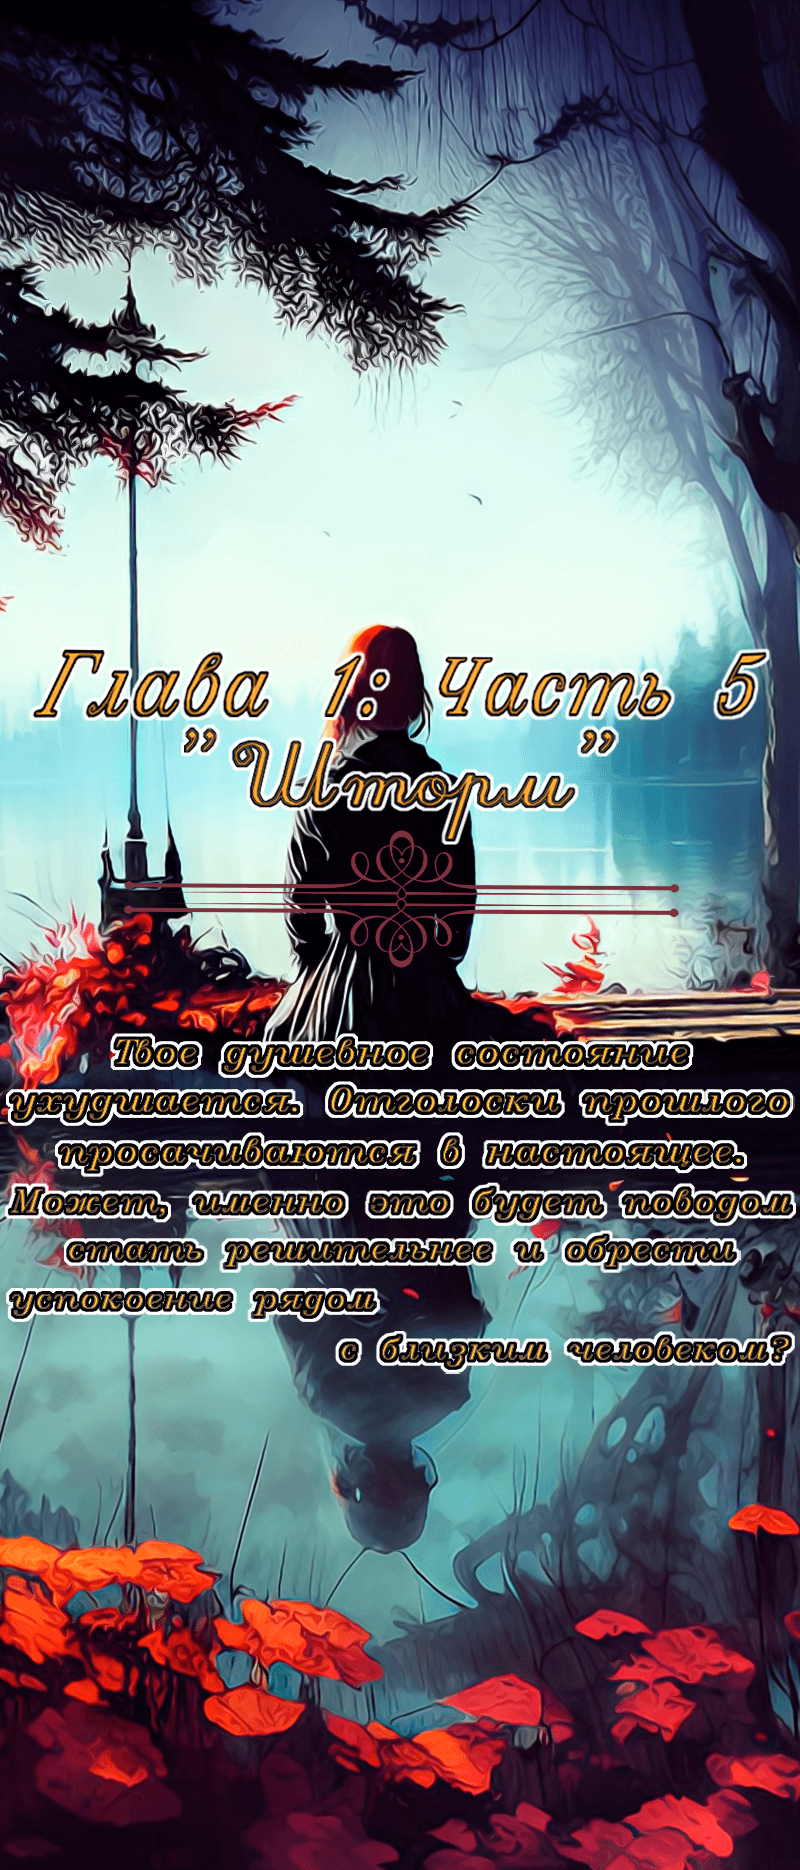 Глава 1: Часть 5
"Шторм"
Твое душевное состояние
ухудшается. Отголоски прошлого
просачиваются в настоящее.
Может, именно это будет поводом
стать решительнее и обрести
успокоение рядом
с близким человеком?